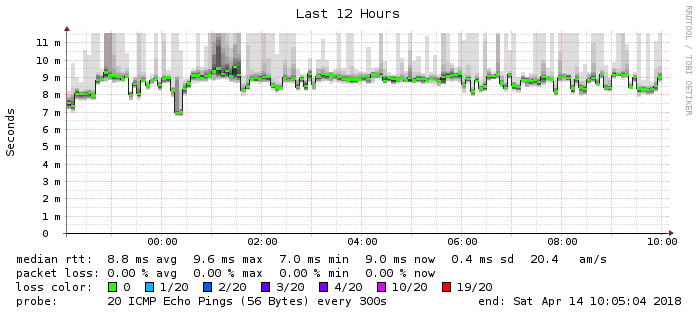 Last 12 Hours
RRDTOOL / TOBI OETIKER
Seconds
11 m
10 m
9 m
8 m
7 m
6 m
5 m
4 m
3 m
2 m
1 m
0
00:00 02:00 04:00 06:00 08:00 10:00
median rtt: 8.8 ms avg 9.6 ms max 7.0 ms min 9.0 ms now 0.4 ms sd 20.4 am/s
packet loss: 0.00 % avg 0.00 % max 0.00 % min 0.00 % now
loss color: 0 1/20 2/20 3/20 4/20 10/20 19/20
probe: 20 ICMP Echo Pings (56 Bytes) every 300s end: Sat Apr 14 10:05:04 2018